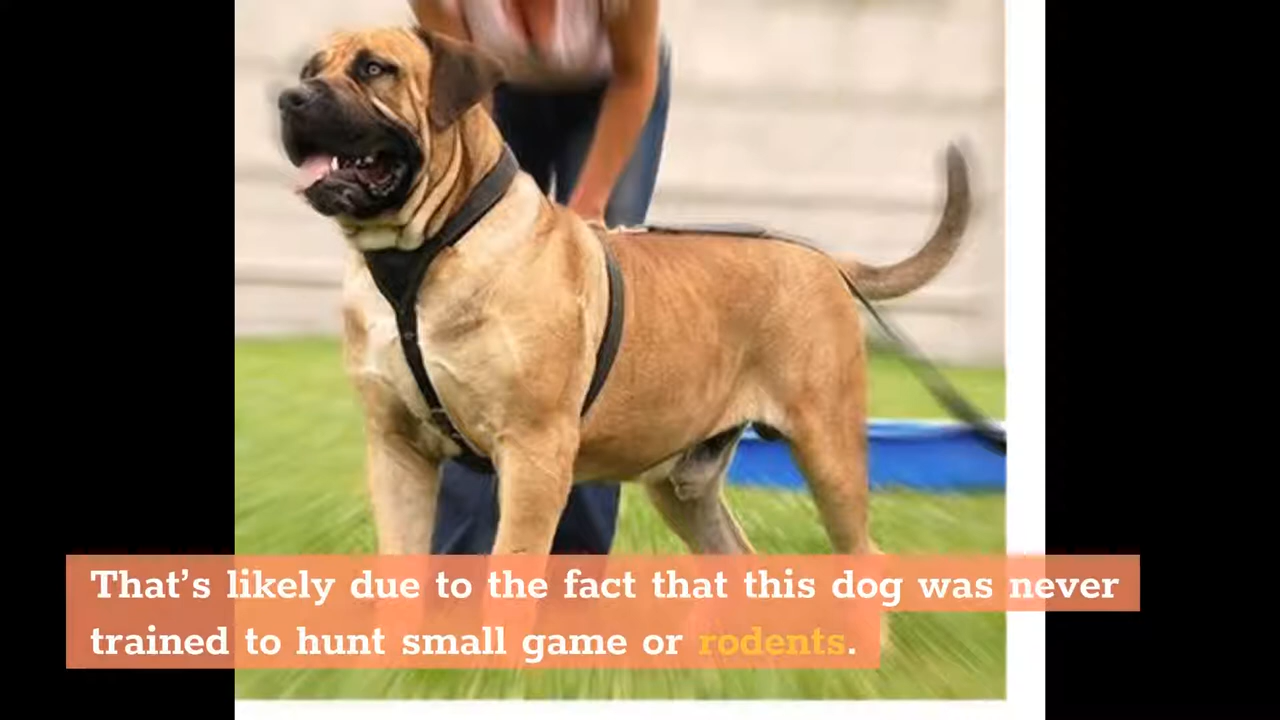 That’s likely due to the fact that this dog was never
trained to hunt small game or rodents.